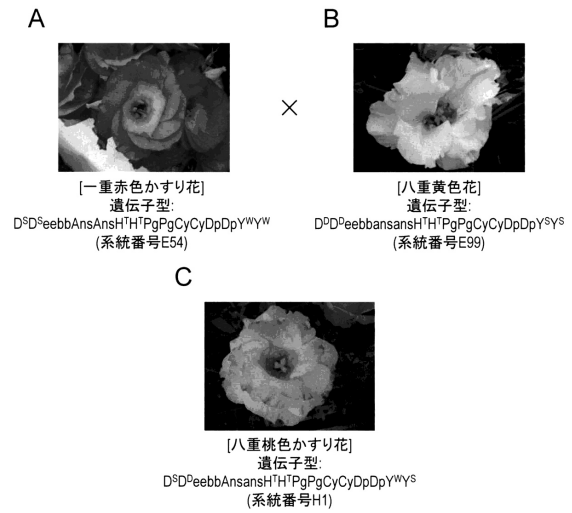 A
B
×
[一重赤色かすり花]
遺伝子型:
DˢDˢeebbAnsAnsHᵀHᵀPgPgCyCyDpDpYᵂYᵂ
(系統番号E54)
[八重黄色花]
遺伝子型:
DᴰDᴰeebbansansHᵀHᵀPgPgCyCyDpDpYˢYˢ
(系統番号E99)
C
[八重桃色かすり花]
遺伝子型:
DˢDᴰeebbAnsansHᵀHᵀPgPgCyCyDpDpYᵂYˢ
(系統番号H1)